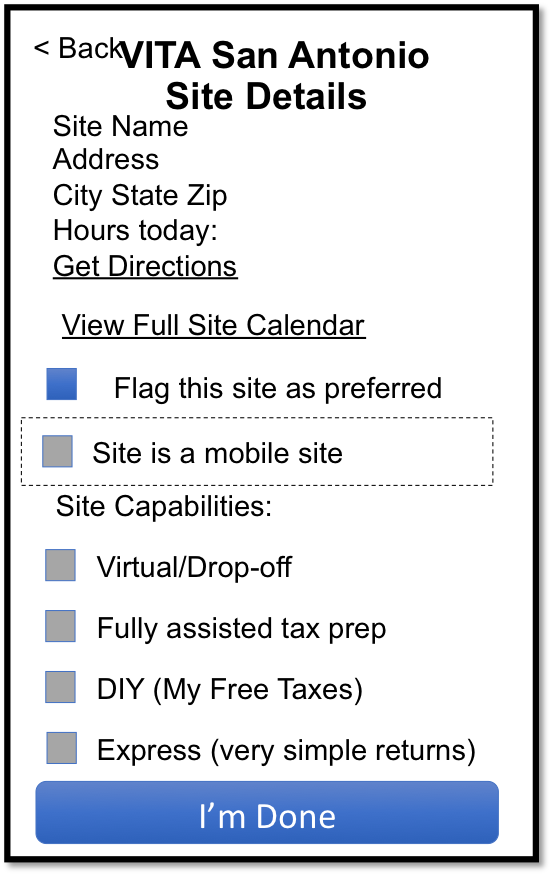 < Back
VITA San Antonio
Site Details
Site Name
Address
City State Zip
Hours today:
Get Directions
View Full Site Calendar
Flag this site as preferred
Site is a mobile site
Site Capabilities:
Virtual/Drop-off
Fully assisted tax prep
DIY (My Free Taxes)
Express (very simple returns)
I’m Done